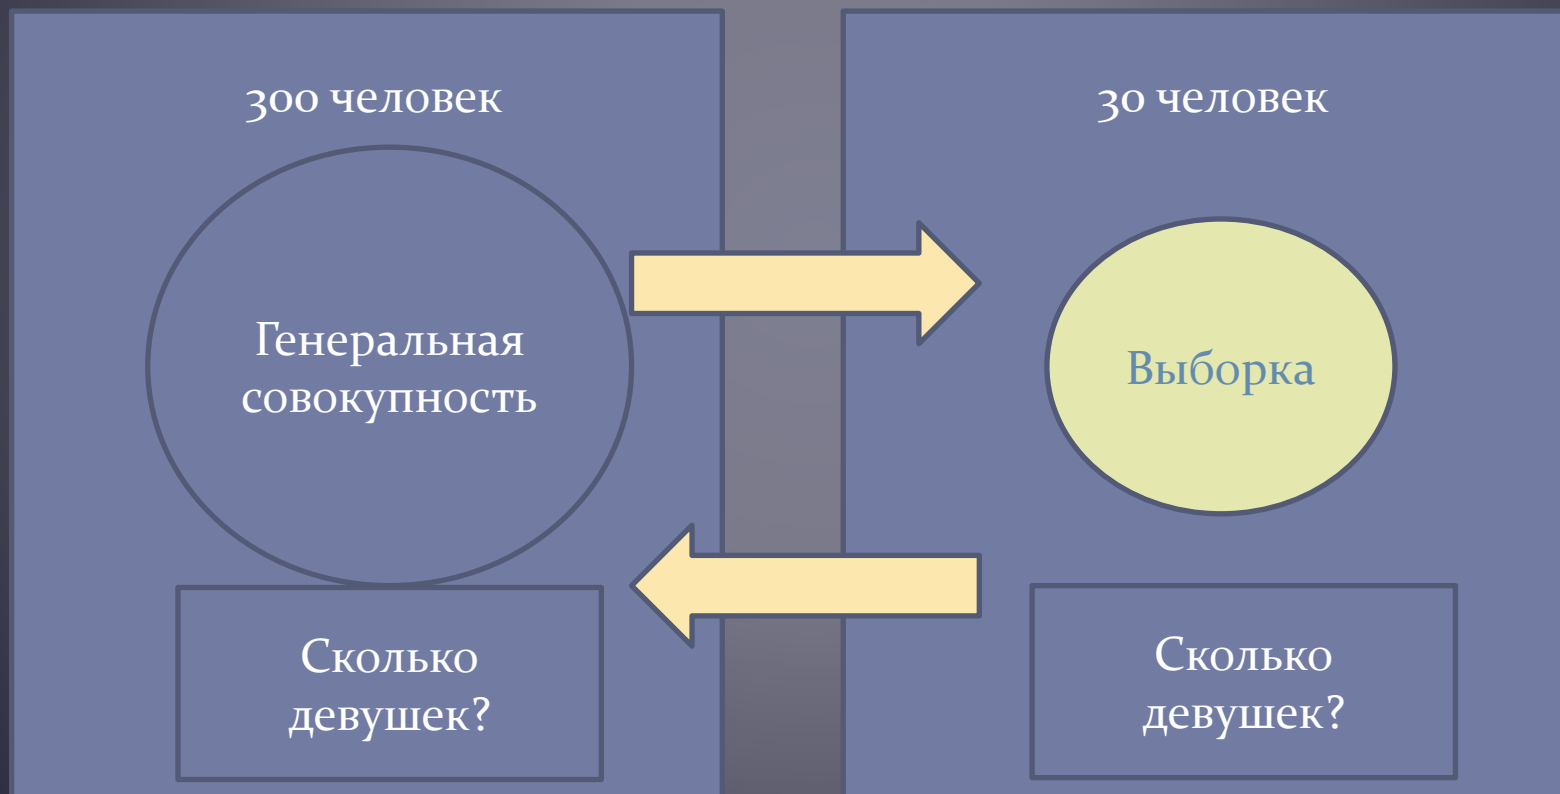 300 человек
Генеральная
совокупность
Сколько
девушек?
30 человек
Выборка
Сколько
девушек?